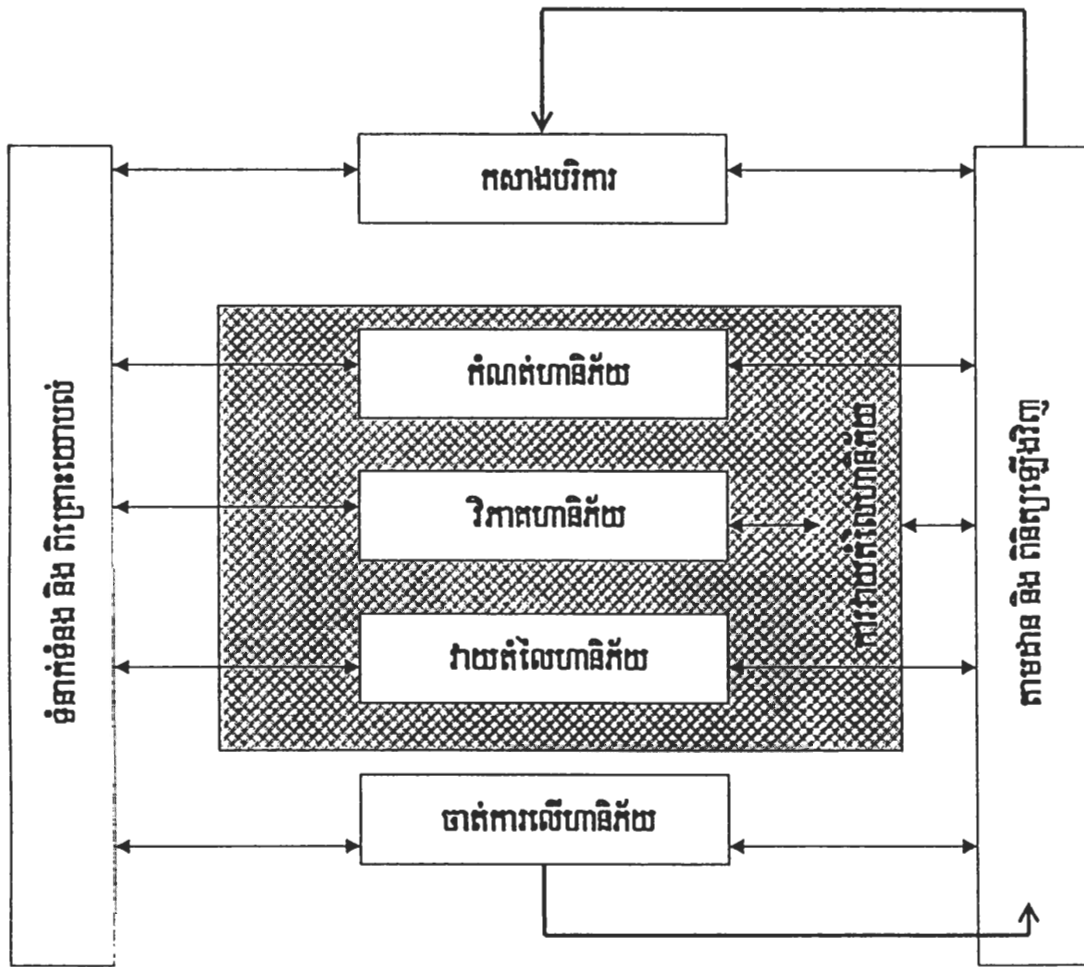 កសាងបរិការ
ទំនាក់ទំនង និង ពិគ្រោះយោបល់
កំណត់ហានិភ័យ
វិភាគហានិភ័យ
វាយតំលៃហានិភ័យ
ការវាយតំលៃហានិភ័យ
តាមដាន និង ពិនិត្យឡើងវិញ
ចាត់ការលើហានិភ័យ